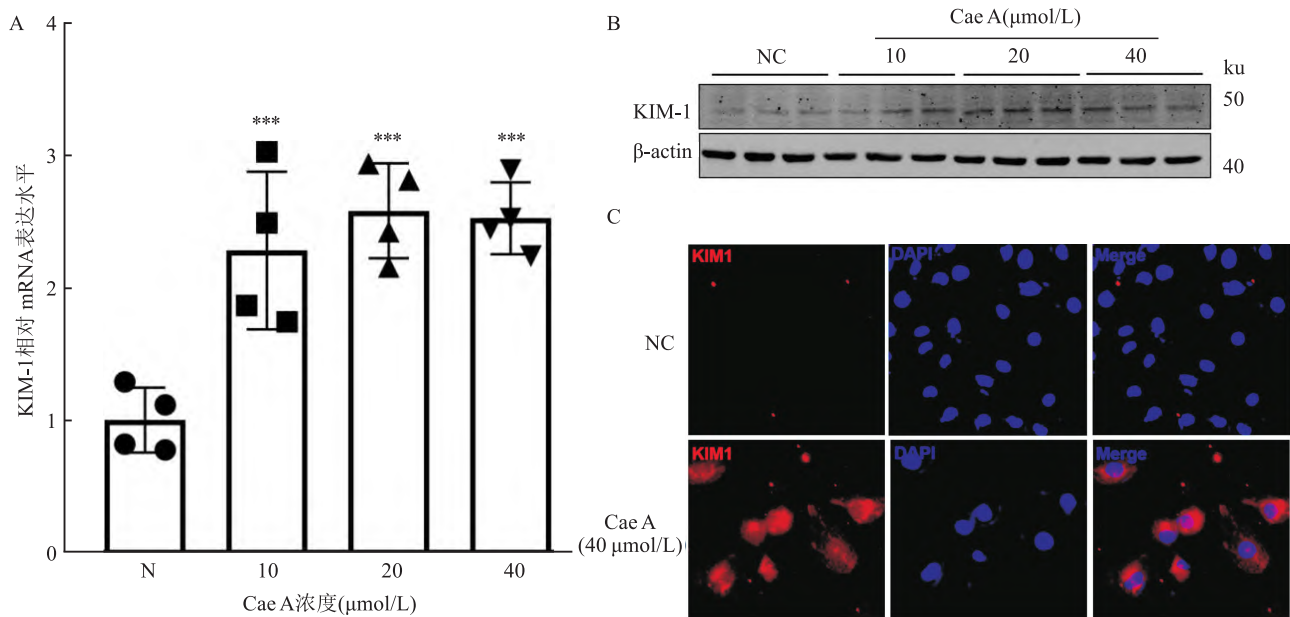 A
4
3
2
1
0
KIM-1相对 mRNA表达水平
***
***
***
N
10
20
40
Cae A浓度(μmol/L)
B
Cae A(μmol/L)
NC
10
20
40
ku
KIM-1
50
β-actin
40
C
KIM1
DAPI
Merge
NC
KIM1
DAPI
Merge
Cae A
(40 μmol/L)